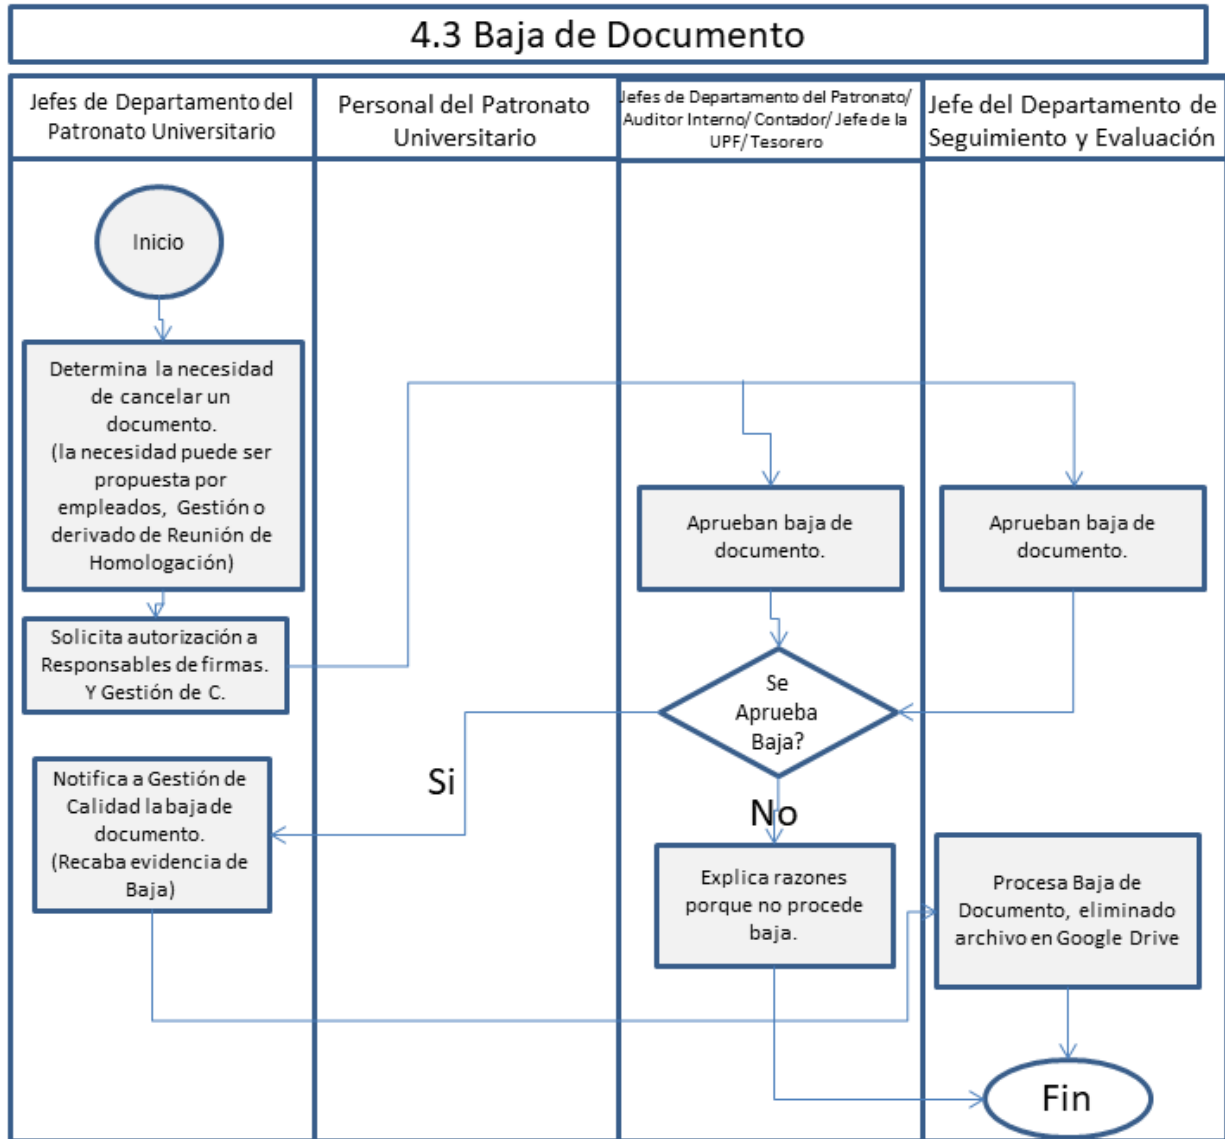 4.3 Baja de Documento
Jefes de Departamento del
Patronato Universitario
Personal del Patronato
Universitario
Jefes de Departamento del Patronato/
Auditor Interno/ Contador/ Jefe de la
UPF/ Tesorero
Jefe del Departamento de
Seguimiento y Evaluación
Inicio
Determina la necesidad
de cancelar un
documento.
(la necesidad puede ser
propuesta por
empleados, Gestión o
derivado de Reunión de
Homologación)
Aprueban baja de
documento.
Aprueban baja de
documento.
Solicita autorización a
Responsables de firmas.
Y Gestión de C.
Se
Aprueba
Baja?
Si
No
Notifica a Gestión de
Calidad la baja de
documento.
(Recaba evidencia de
Baja)
Explica razones
porque no procede
baja.
Procesa Baja de
Documento, eliminado
archivo en Google Drive
Fin